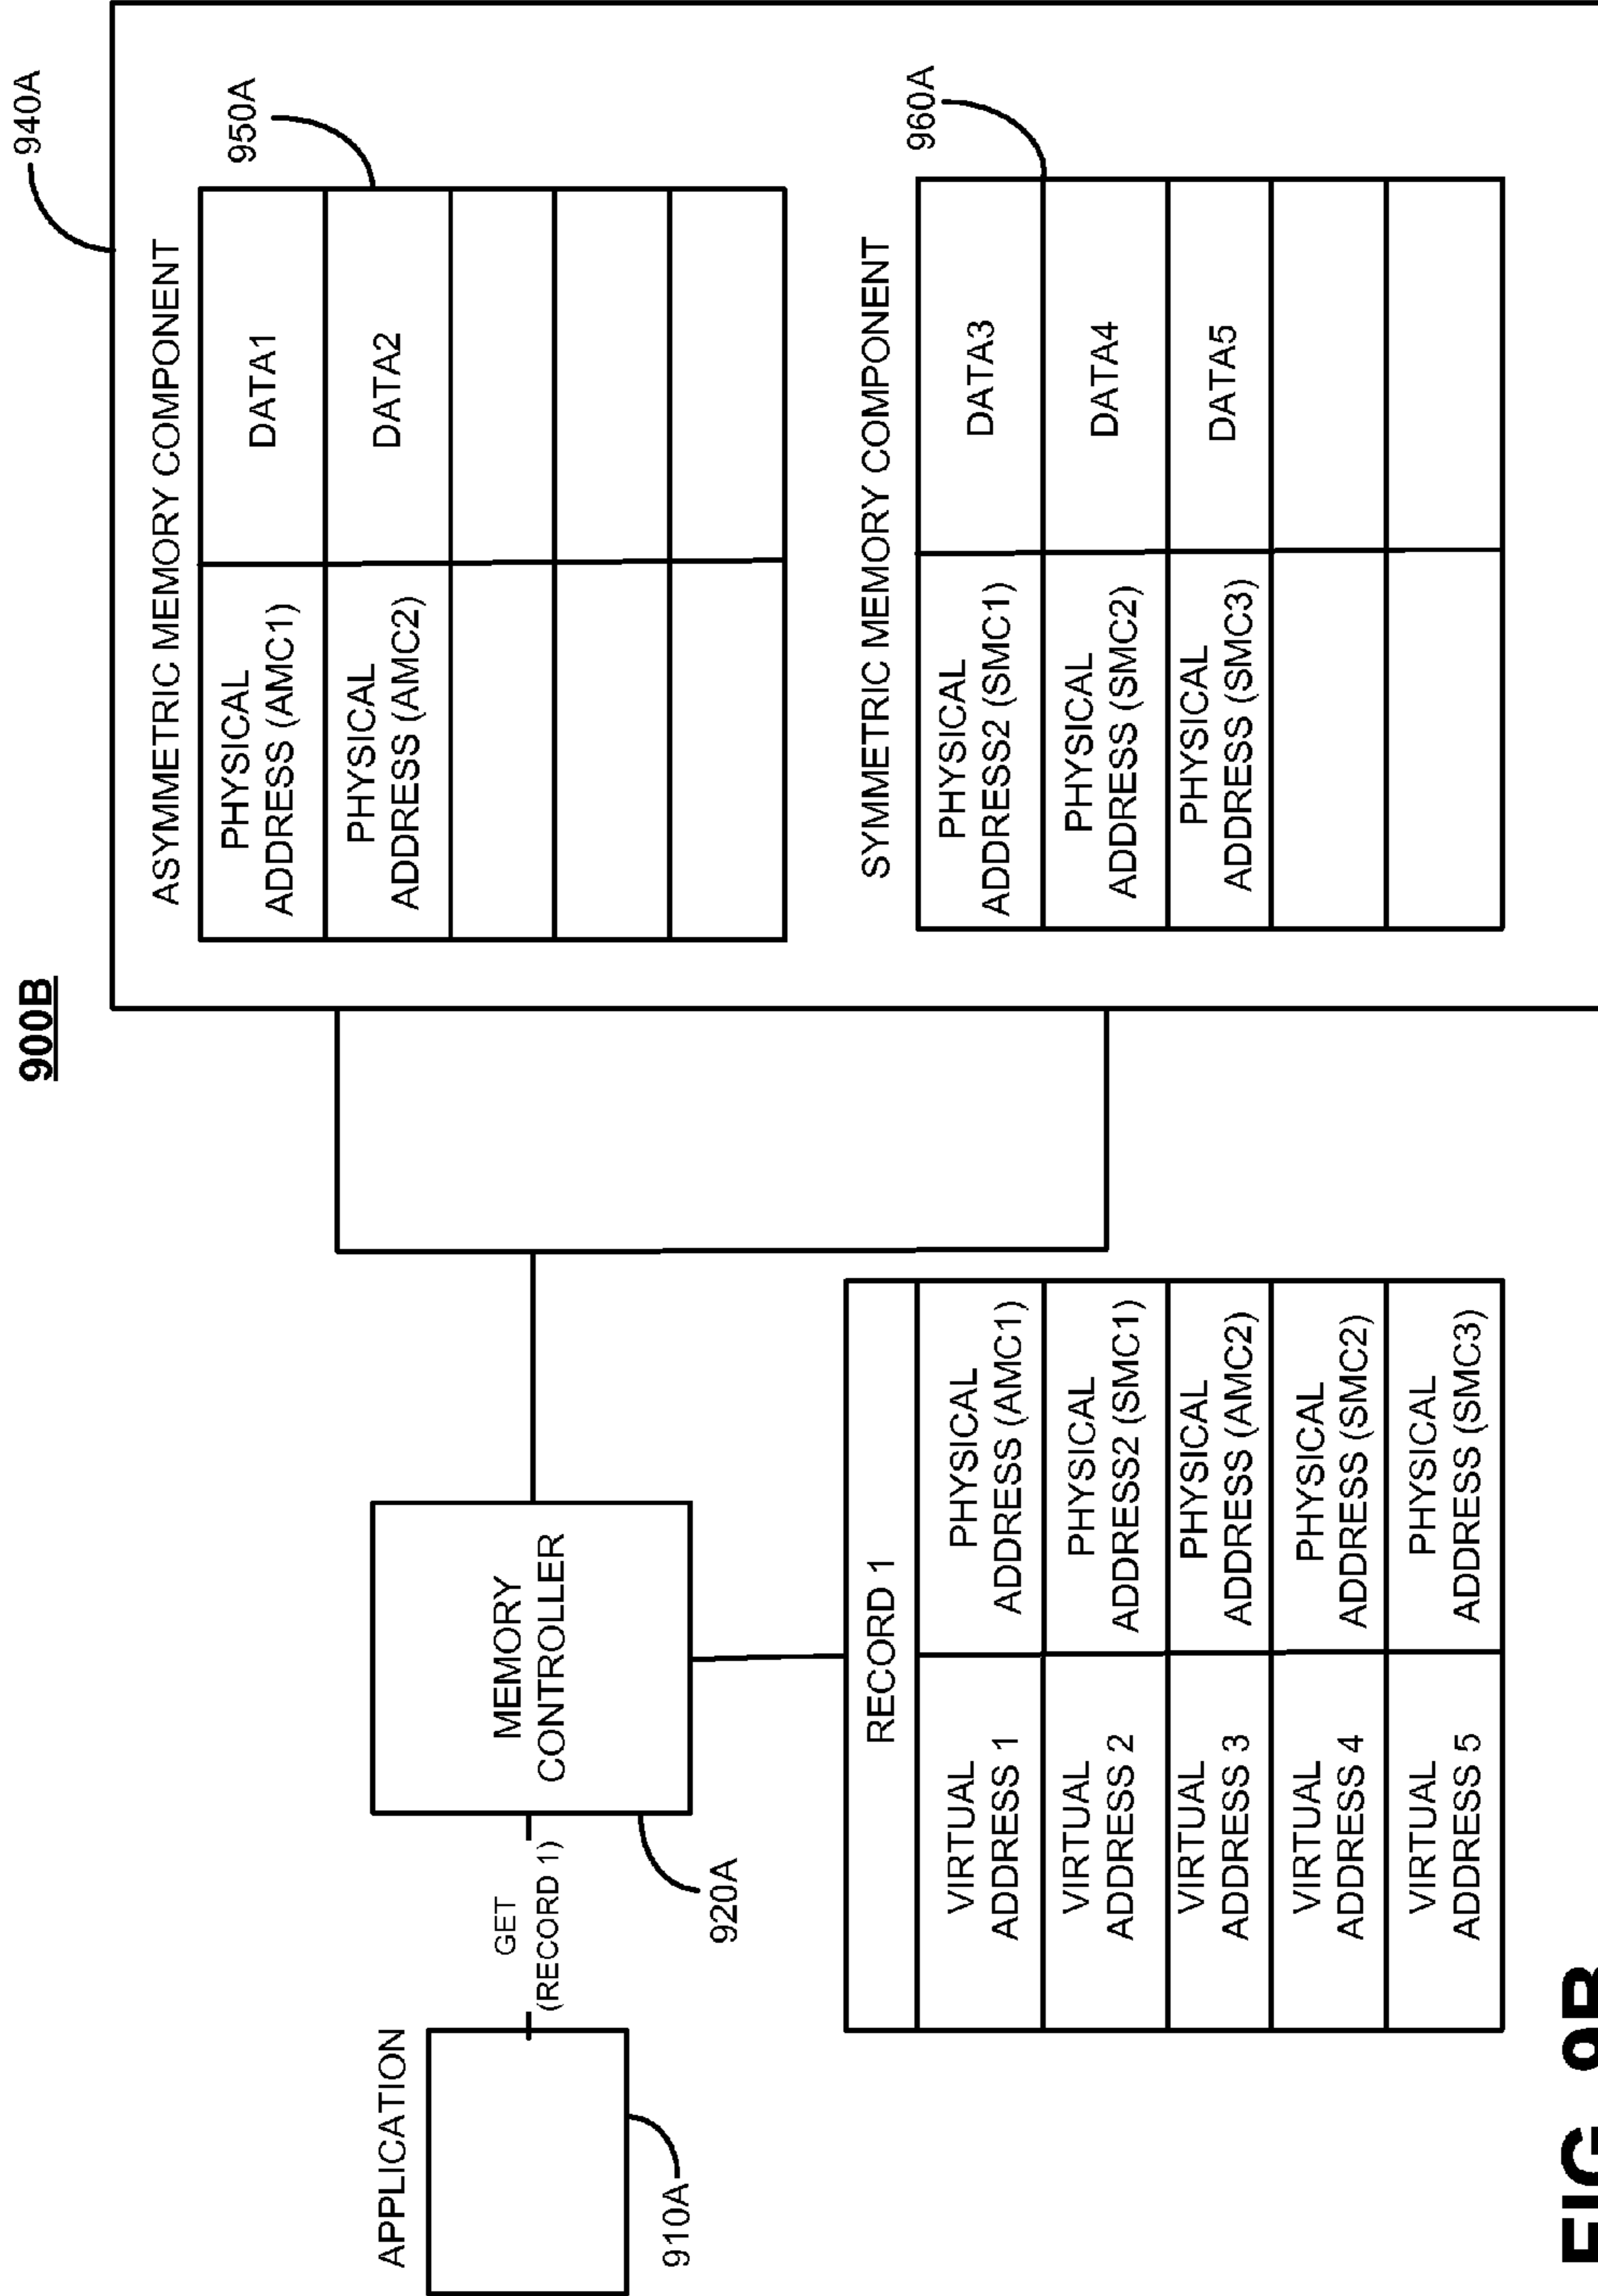 900B
940A
APPLICATION
910A
GET
(RECORD 1)
MEMORY
CONTROLLER
920A
RECORD 1
VIRTUAL
ADDRESS 1
PHYSICAL
ADDRESS (AMC1)
VIRTUAL
ADDRESS 2
PHYSICAL
ADDRESS2 (SMC1)
VIRTUAL
ADDRESS 3
PHYSICAL
ADDRESS (AMC2)
VIRTUAL
ADDRESS 4
PHYSICAL
ADDRESS (SMC2)
VIRTUAL
ADDRESS 5
PHYSICAL
ADDRESS (SMC3)
ASYMMETRIC MEMORY COMPONENT
950A
PHYSICAL
ADDRESS (AMC1)
DATA1
PHYSICAL
ADDRESS (AMC2)
DATA2
SYMMETRIC MEMORY COMPONENT
960A
PHYSICAL
ADDRESS2 (SMC1)
DATA3
PHYSICAL
ADDRESS (SMC2)
DATA4
PHYSICAL
ADDRESS (SMC3)
DATA5
FIG. 9B